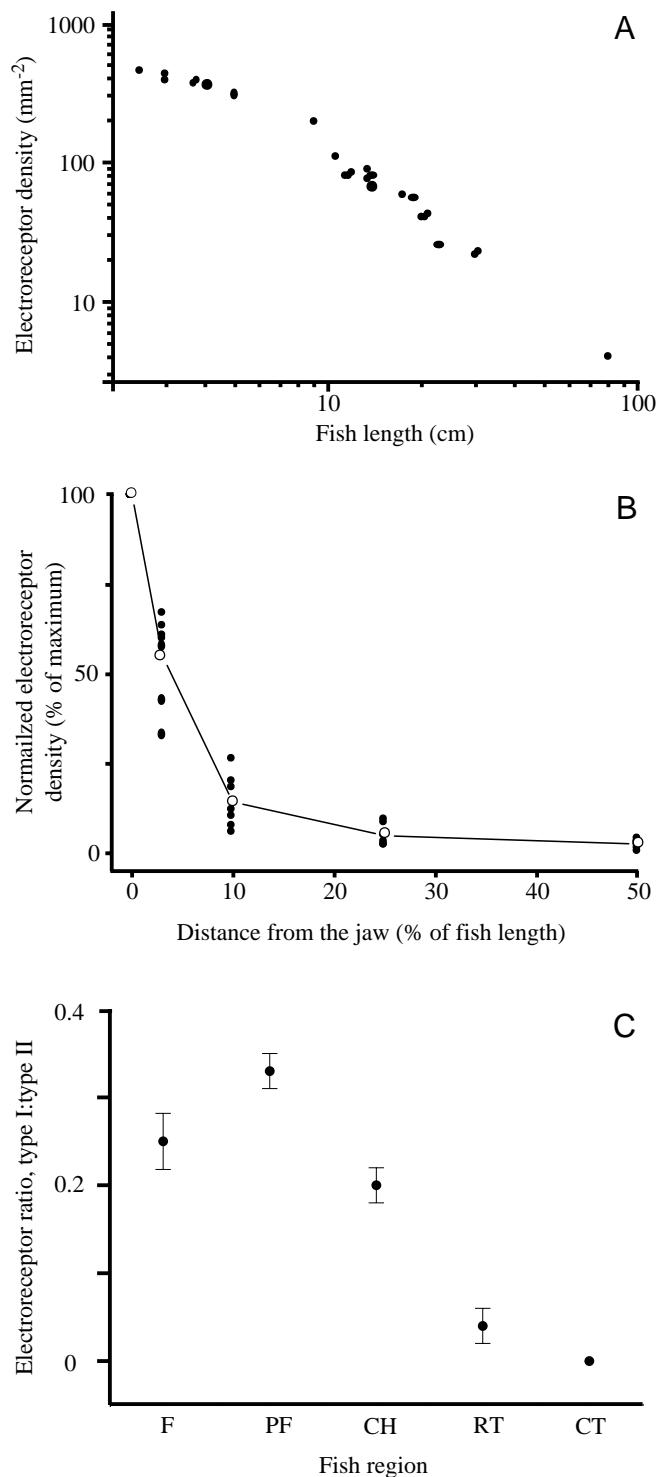 A
1000
100
10
Electroreceptor density (mm-2)
10
100
Fish length (cm)
B
100
50
0
Normailzed electroreceptor
density (% of maximum)
0
10
20
30
40
50
Distance from the jaw (% of fish length)
C
0.4
0.2
0
Electroreceptor ratio, type I:type II
F
PF
CH
RT
CT
Fish region